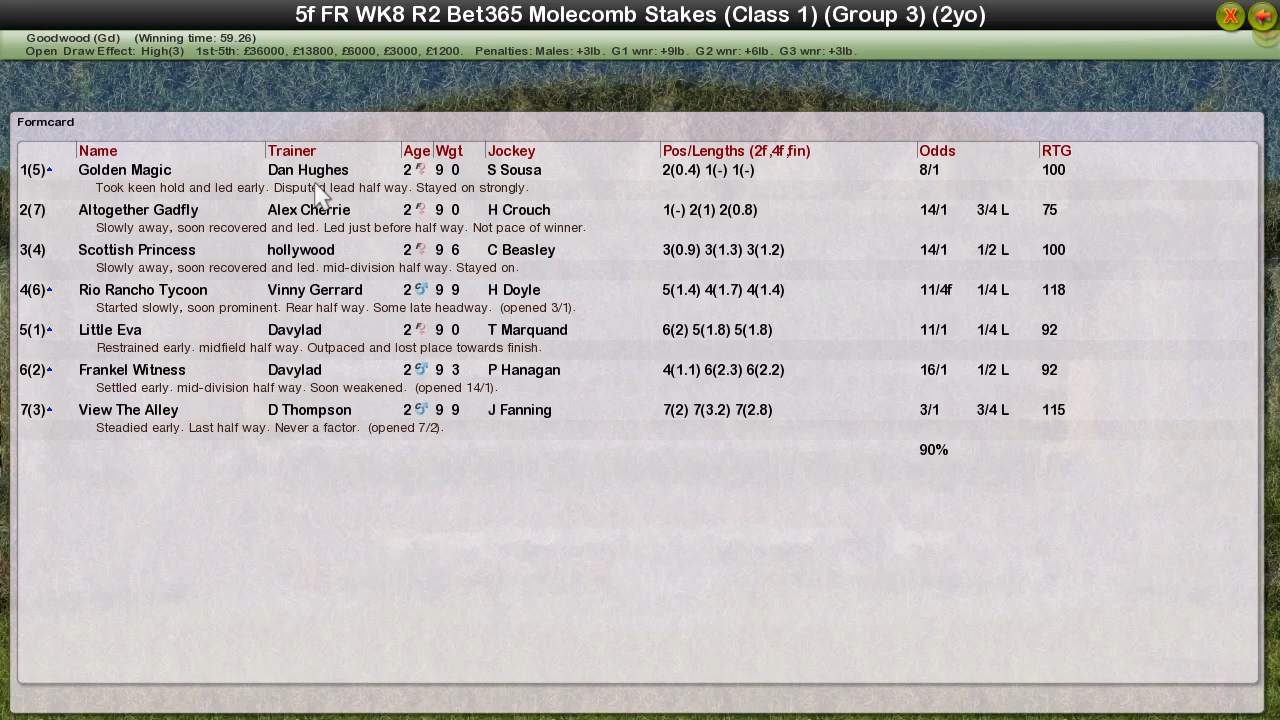 5f FR WK8 R2 Bet365 Molecomb Stakes (Class 1) (Group 3) (2yo)
Goodwood (Gd) (Winning time: 59.26)
Open Draw Effect: High(3) 1st-5th: £36000, £13800, £6000, £3000, £1200. Penalties: Males: +3lb. G1 wnr: +9lb. G2 wnr: +6lb. G3 wnr: +3lb.
Formcard
Name Trainer Age Wgt Jockey Pos/Lengths (2f,4f,fin) Odds RTG
1(5) Golden Magic Dan Hughes 2 9 0 S Sousa 2(0.4) 1(-) 1(-) 8/1 100
Took keen hold and led early. Disputed lead half way. Stayed on strongly.
2(7) Altogether Gadfly Alex Cherrie 2 9 0 H Crouch 1(-) 2(1) 2(0.8) 14/1 3/4 L 75
Slowly away, soon recovered and led. Led just before half way. Not pace of winner.
3(4) Scottish Princess hollywood 2 9 6 C Beasley 3(0.9) 3(1.3) 3(1.2) 14/1 1/2 L 100
Slowly away, soon recovered and led. mid-division half way. Stayed on.
4(6) Rio Rancho Tycoon Vinny Gerrard 2 9 9 H Doyle 5(1.4) 4(1.7) 4(1.4) 11/4f 1/4 L 118
Started slowly, soon prominent. Rear half way. Some late headway. (opened 3/1).
5(1) Little Eva Davylad 2 9 0 T Marquand 6(2) 5(1.8) 5(1.8) 11/1 1/4 L 92
Restrained early. midfield half way. Outpaced and lost place towards finish.
6(2) Frankel Witness Davylad 2 9 3 P Hanagan 4(1.1) 6(2.3) 6(2.2) 16/1 1/2 L 92
Settled early. mid-division half way. Soon weakened. (opened 14/1).
7(3) View The Alley D Thompson 2 9 9 J Fanning 7(2) 7(3.2) 7(2.8) 3/1 3/4 L 115
Steadied early. Last half way. Never a factor. (opened 7/2).
90%